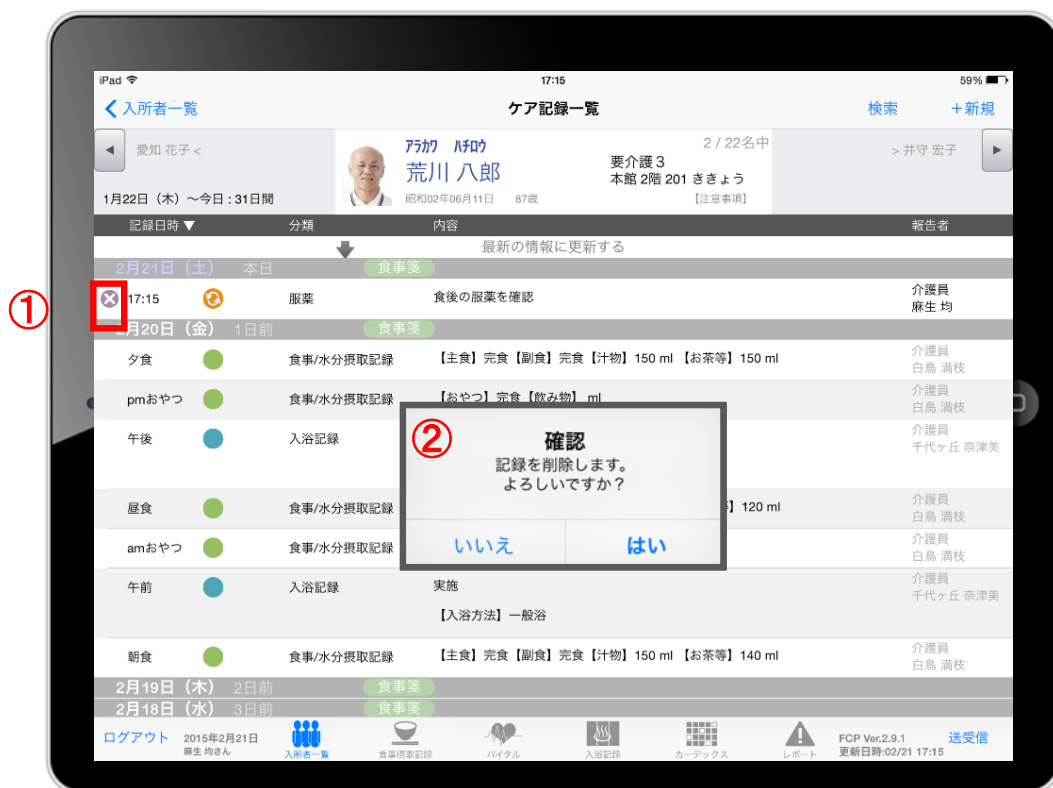 iPad 17:15 59%
入所者一覧 ケア記録一覧 検索 +新規
愛知 花子 < アラカワ ハチロウ 2 / 22名中 > 井守 宏子
荒川 八郎 要介護3
本館 2階 201 ききょう
1月22日（木）～今日 : 31日間 昭和02年06月11日 87歳 【注意事項】
記録日時 ▼ 分類 内容 報告者
最新の情報に更新する
2月21日（土） 本日 食事箋
①
17:15 服薬 食後の服薬を確認 介護員
麻生 均
2月20日（金） 1日前 食事箋
夕食 食事/水分摂取記録 【主食】完食【副食】完食【汁物】150 ml 【お茶等】150 ml 介護員
白鳥 満枝
pmおやつ 食事/水分摂取記録 【おやつ】完食【飲み物】 ml 介護員
白鳥 満枝
午後 入浴記録 介護員
千代ヶ丘 奈津美
②
確認
記録を削除します。
よろしいですか？
いいえ はい
昼食 食事/水分摂取記録 】120 ml 介護員
白鳥 満枝
amおやつ 食事/水分摂取記録 介護員
白鳥 満枝
午前 入浴記録 実施 介護員
千代ヶ丘 奈津美
【入浴方法】一般浴
朝食 食事/水分摂取記録 【主食】完食【副食】完食【汁物】150 ml 【お茶等】140 ml 介護員
白鳥 満枝
2月19日（木） 2日前 食事箋
2月18日（水） 3日前 食事箋
ログアウト 2015年2月21日 麻生 均さん
入所者一覧 食事摂取記録 バイタル 入浴記録 カーデックス レポート
FCP Ver.2.9.1 送受信
更新日時:02/21 17:15